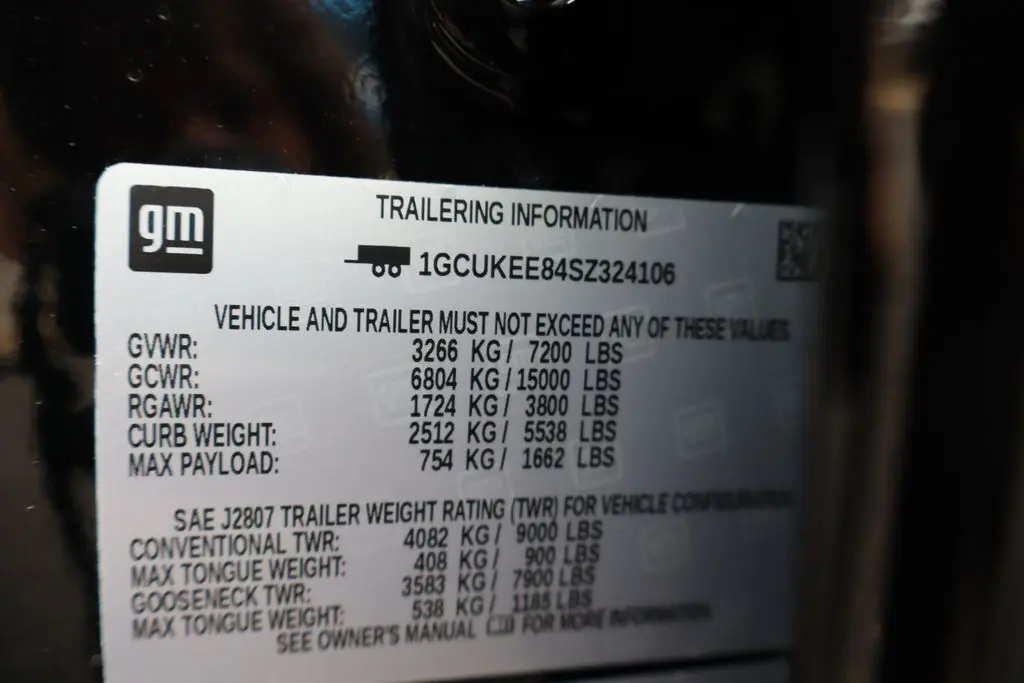 gm
TRAILERING INFORMATION
1GCUKEE84SZ324106
VEHICLE AND TRAILER MUST NOT EXCEED ANY OF THESE VALUES.
GVWR: 3266 KG / 7200 LBS
GCWR: 6804 KG / 15000 LBS
RGAWR: 1724 KG / 3800 LBS
CURB WEIGHT: 2512 KG / 5538 LBS
MAX PAYLOAD: 754 KG / 1662 LBS
SAE J2807 TRAILER WEIGHT RATING (TWR) FOR VEHICLE CONFIGURATION
CONVENTIONAL TWR: 4082 KG / 9000 LBS
MAX TONGUE WEIGHT: 408 KG / 900 LBS
GOOSENECK TWR: 3583 KG / 7900 LBS
MAX TONGUE WEIGHT: 538 KG / 1185 LBS
SEE OWNER'S MANUAL FOR MORE INFORMATION.